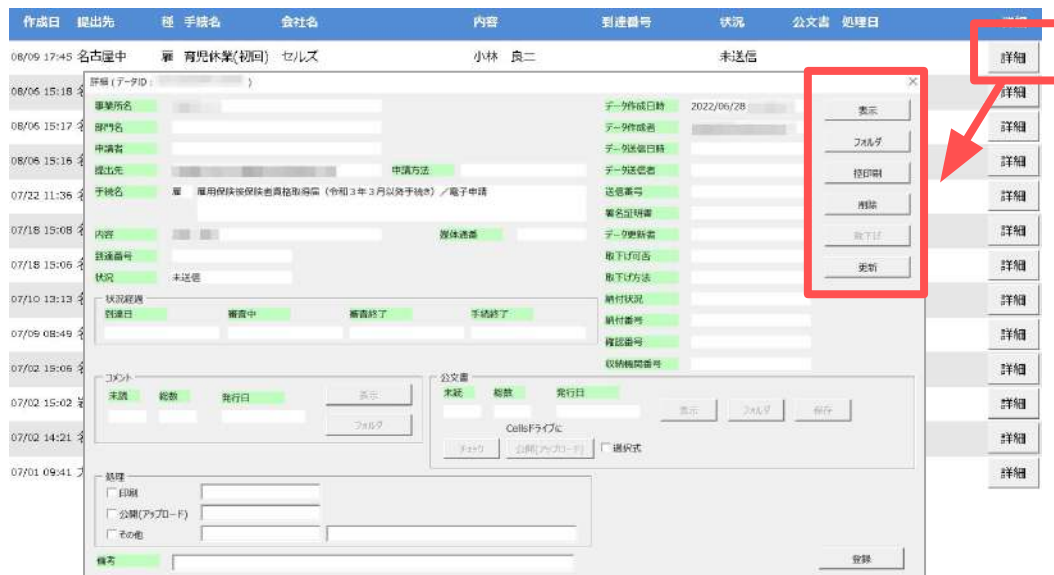 作成日 提出先 種 手続名 会社名 内容 到達番号 状況 公文書 処理日 詳細
08/09 17:45 名古屋中 雇 育児休業(初回) セルズ 小林 良二 未送信 詳細
詳細 (データID : )
08/06 15:18 詳細
事業所名 データ作成日時 2022/06/28 表示
08/06 15:17 部門名 データ作成者 詳細
申請者 データ送信日時 フォルダ
08/06 15:16 提出先 申請方法 データ送信者 控印刷 詳細
07/22 11:36 手続名 雇 雇用保険被保険者資格取得届(令和3年3月以降手続き)/電子申請 送信番号 詳細
署名証明書 削除
07/18 15:08 内容 媒体通番 データ更新者 取下げ 詳細
到達番号 取下げ可否
07/18 15:06 状況 未送信 取下げ方法 更新 詳細
07/10 13:13 状況経過 納付状況 詳細
到達日 審査中 審査終了 手続終了 納付番号
07/09 08:49 確認番号 詳細
07/02 15:06 収納機関番号 詳細
コメント 公文書
07/02 15:02 未読 総数 発行日 表示 未読 総数 発行日 詳細
フォルダ 表示 フォルダ 保存
07/02 14:21 Cellsドライブに 詳細
チェック 公開(アップロード) 選択式
07/01 09:41 処理 詳細
印刷
公開(アップロード)
その他
備考 登録